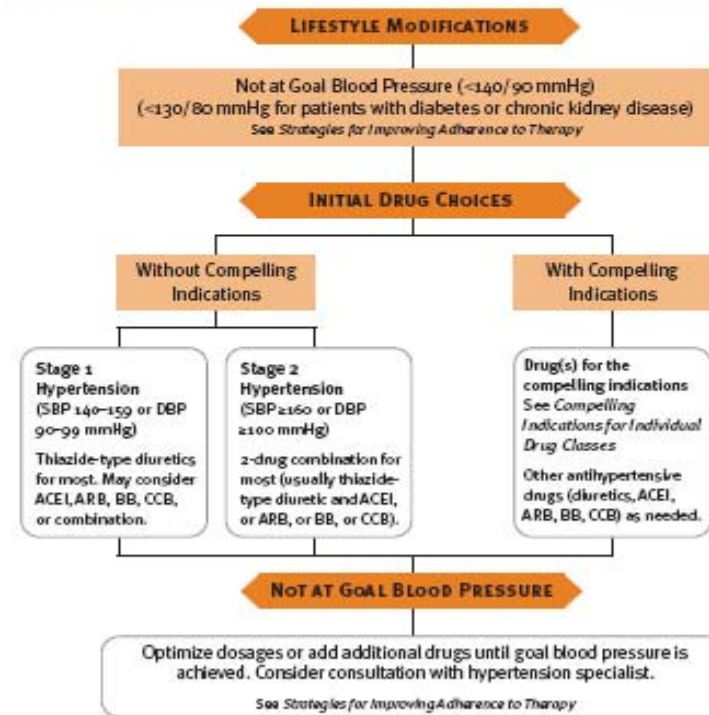 LIFESTYLE MODIFICATIONS
Not at Goal Blood Pressure (<140/90 mmHg)
(<130/80 mmHg for patients with diabetes or chronic kidney disease)
See Strategies for Improving Adherence to Therapy
INITIAL DRUG CHOICES
Without Compelling
Indications
With Compelling
Indications
Stage 1
Hypertension
(SBP 140–159 or DBP
90–99 mmHg)
Thiazide-type diuretics
for most. May consider
ACEI, ARB, BB, CCB,
or combination.
Stage 2
Hypertension
(SBP ≥160 or DBP
≥100 mmHg)
2-drug combination for
most (usually thiazide-
type diuretic and ACEI,
or ARB, or BB, or CCB).
Drug(s) for the
compelling indications
See Compelling
Indications for Individual
Drug Classes
Other antihypertensive
drugs (diuretics, ACEI,
ARB, BB, CCB) as needed.
NOT AT GOAL BLOOD PRESSURE
Optimize dosages or add additional drugs until goal blood pressure is
achieved. Consider consultation with hypertension specialist.
See Strategies for Improving Adherence to Therapy